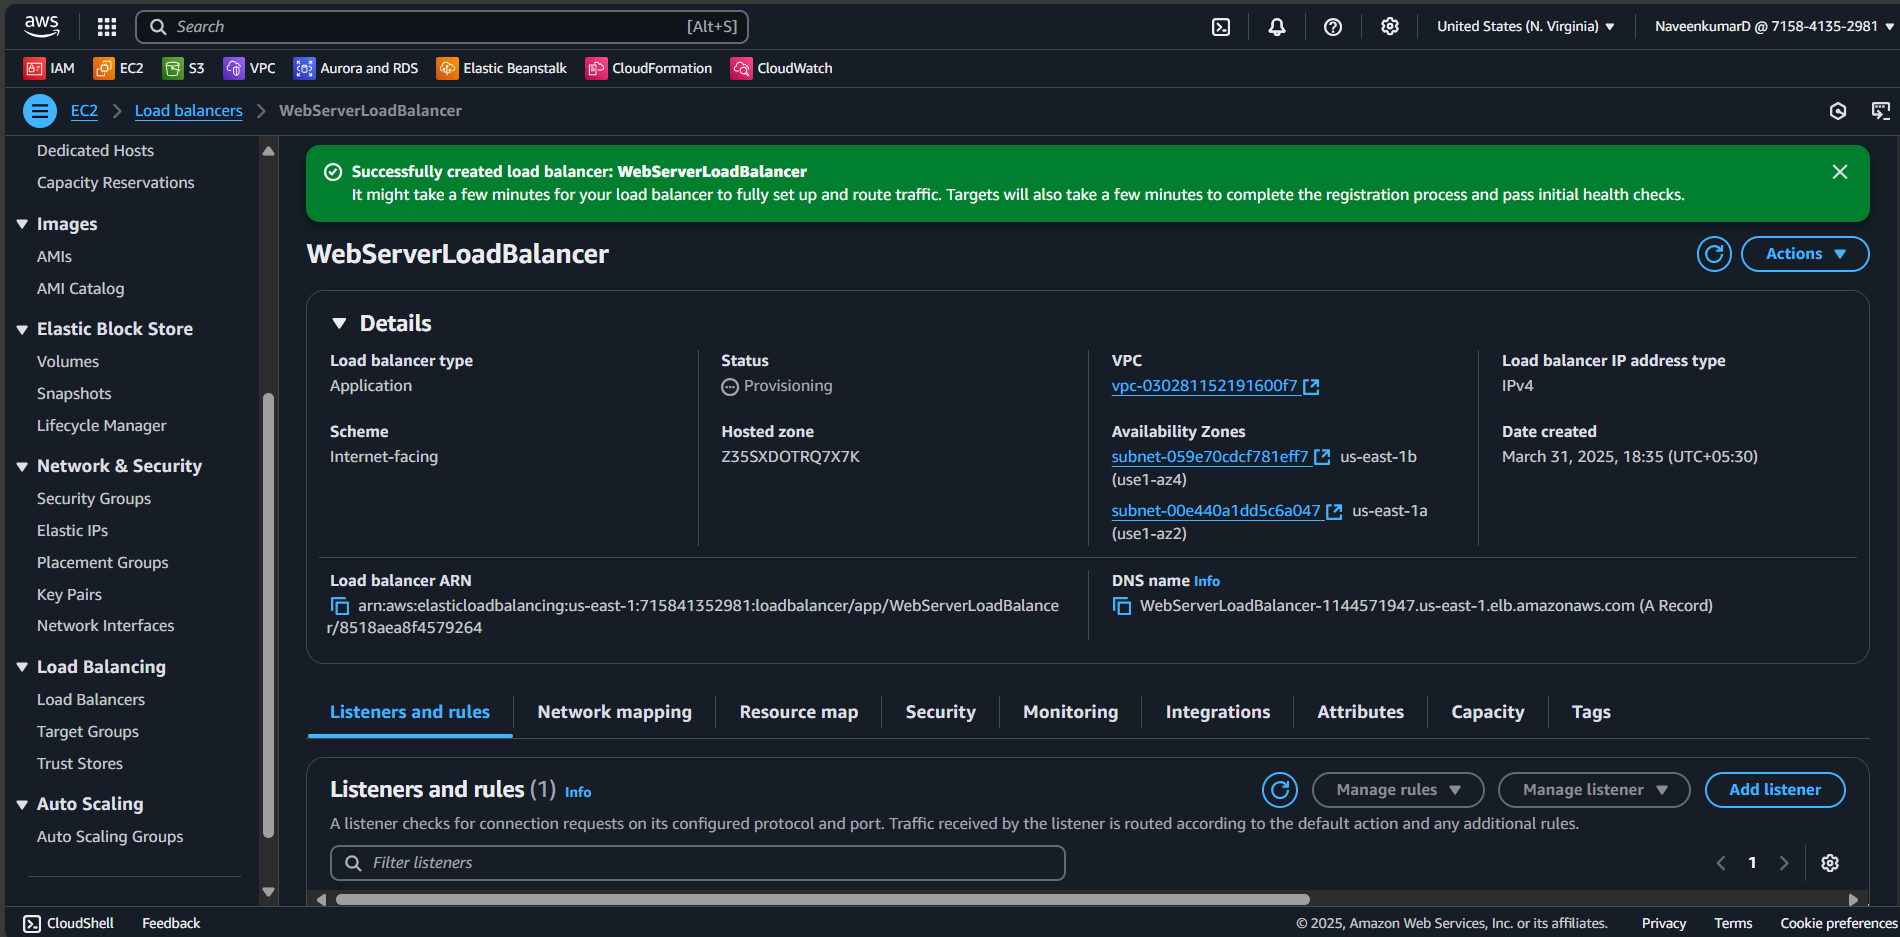 aws
Search [Alt+S]
United States (N. Virginia)
NaveenkumarD @ 7158-4135-2981
IAM
EC2
S3
VPC
Aurora and RDS
Elastic Beanstalk
CloudFormation
CloudWatch
EC2
Load balancers
WebServerLoadBalancer
Dedicated Hosts
Capacity Reservations
Images
AMIs
AMI Catalog
Elastic Block Store
Volumes
Snapshots
Lifecycle Manager
Network & Security
Security Groups
Elastic IPs
Placement Groups
Key Pairs
Network Interfaces
Load Balancing
Load Balancers
Target Groups
Trust Stores
Auto Scaling
Auto Scaling Groups
Successfully created load balancer: WebServerLoadBalancer
It might take a few minutes for your load balancer to fully set up and route traffic. Targets will also take a few minutes to complete the registration process and pass initial health checks.
WebServerLoadBalancer
Actions
Details
Load balancer type
Application
Scheme
Internet-facing
Status
Provisioning
Hosted zone
Z35SXDOTRQ7X7K
VPC
vpc-030281152191600f7
Availability Zones
subnet-059e70cdcf781eff7 us-east-1b
(use1-az4)
subnet-00e440a1dd5c6a047 us-east-1a
(use1-az2)
Load balancer IP address type
IPv4
Date created
March 31, 2025, 18:35 (UTC+05:30)
Load balancer ARN
arn:aws:elasticloadbalancing:us-east-1:715841352981:loadbalancer/app/WebServerLoadBalance
r/8518aea8f4579264
DNS name Info
WebServerLoadBalancer-1144571947.us-east-1.elb.amazonaws.com (A Record)
Listeners and rules
Network mapping
Resource map
Security
Monitoring
Integrations
Attributes
Capacity
Tags
Listeners and rules (1) Info
Manage rules
Manage listener
Add listener
A listener checks for connection requests on its configured protocol and port. Traffic received by the listener is routed according to the default action and any additional rules.
Filter listeners
1
CloudShell
Feedback
© 2025, Amazon Web Services, Inc. or its affiliates.
Privacy
Terms
Cookie preferences